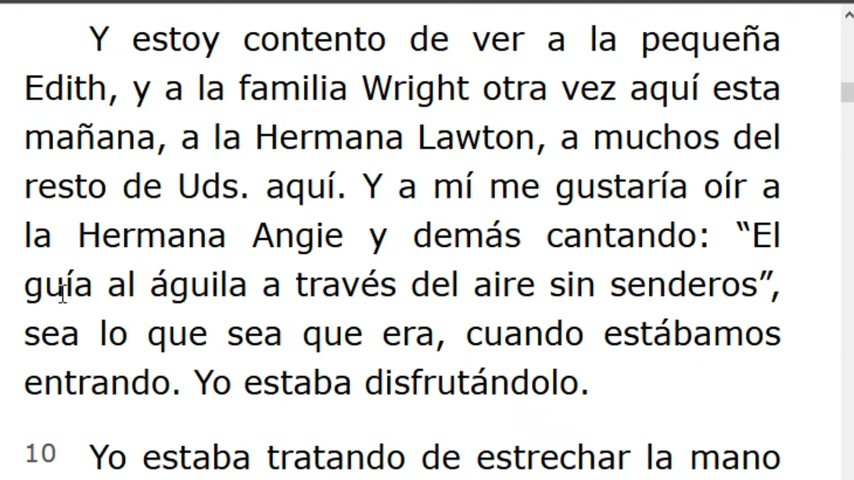 Y estoy contento de ver a la pequeña
Edith, y a la familia Wright otra vez aquí esta
mañana, a la Hermana Lawton, a muchos del
resto de Uds. aquí. Y a mí me gustaría oír a
la Hermana Angie y demás cantando: “El
guía al águila a través del aire sin senderos”,
sea lo que sea que era, cuando estábamos
entrando. Yo estaba disfrutándolo.
10 Yo estaba tratando de estrechar la mano